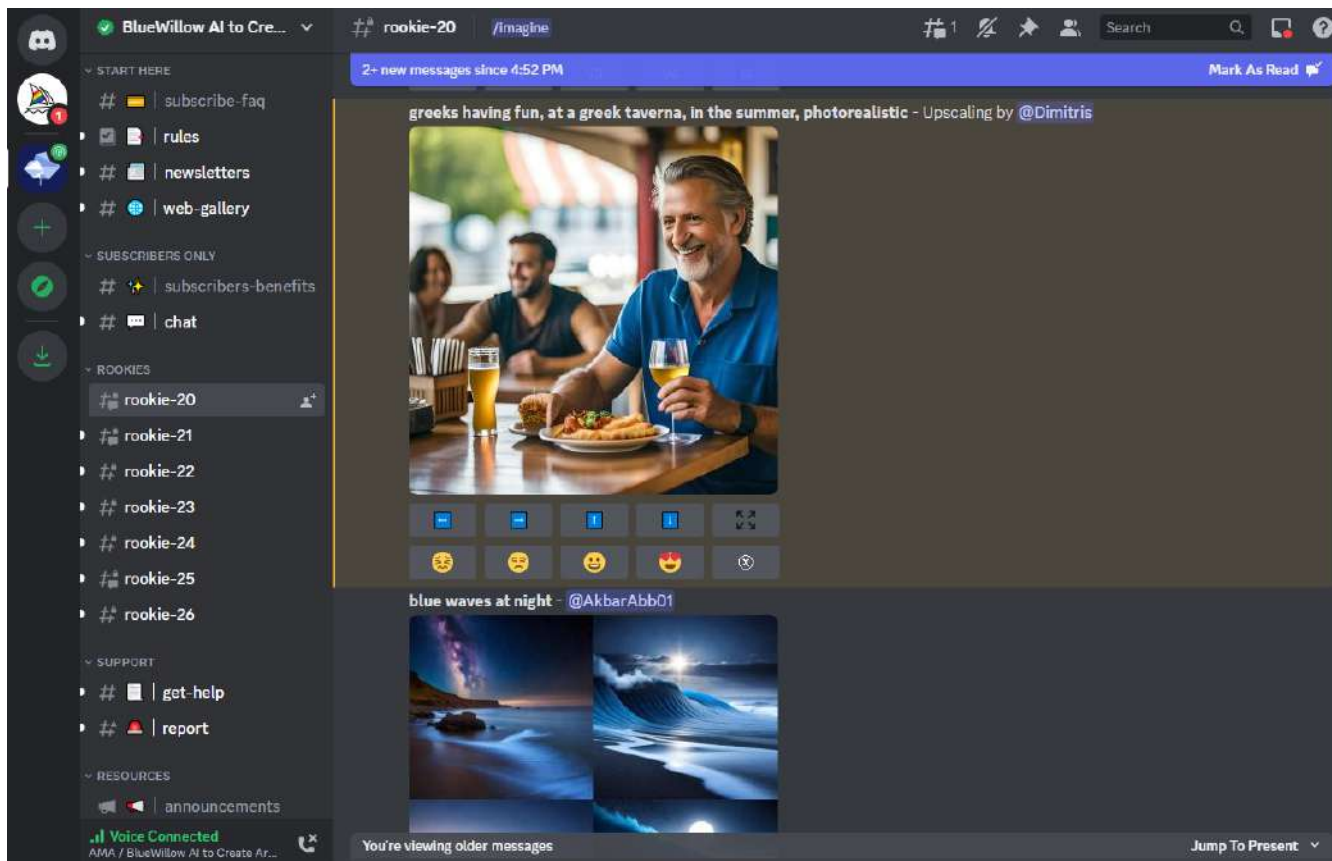 BlueWillow AI to Cre...
START HERE
subscribe-faq
rules
newsletters
web-gallery
SUBSCRIBERS ONLY
subscribers-benefits
chat
ROOKIES
rookie-20
rookie-21
rookie-22
rookie-23
rookie-24
rookie-25
rookie-26
SUPPORT
get-help
report
RESOURCES
announcements
Voice Connected
AMA / BlueWillow AI to Create Ar...
1
rookie-20 /imagine 1 Search
2+ new messages since 4:52 PM Mark As Read
greeks having fun, at a greek taverna, in the summer, photorealistic - Upscaling by @Dimitris
blue waves at night - @AkbarAbb01
You're viewing older messages Jump To Present